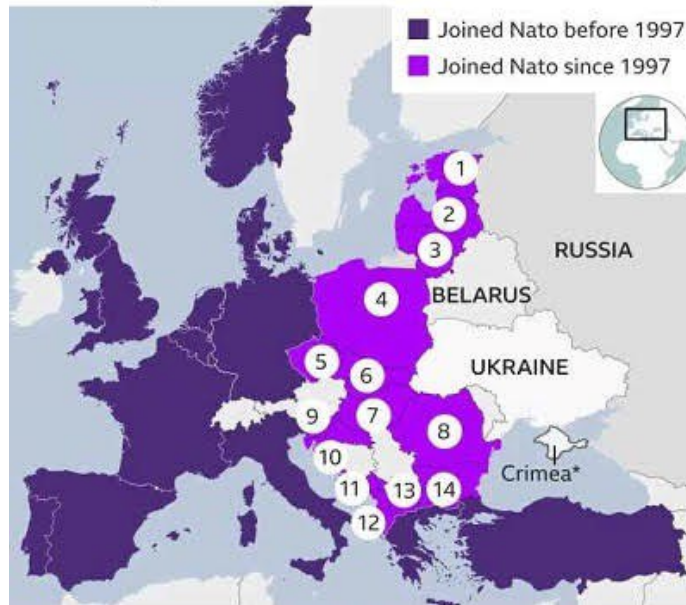 Joined Nato before 1997
Joined Nato since 1997
1
2
3
RUSSIA
BELARUS
4
UKRAINE
5
6
7
8
9
10
Crimea*
11
13
14
12